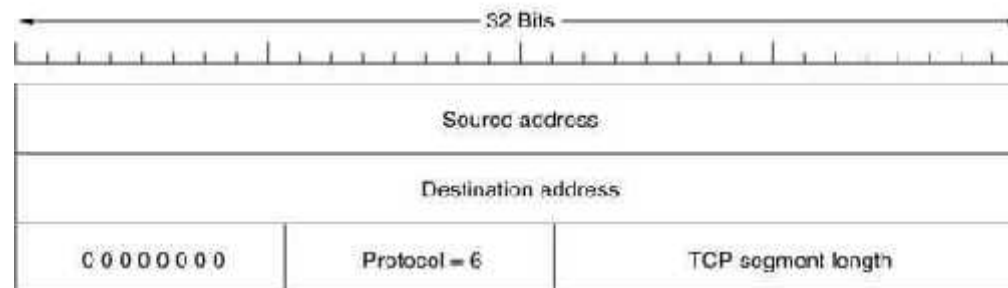 32 Bits
Source address
Destination address
0 0 0 0 0 0 0 0 Protocol = 6 TCP segment length